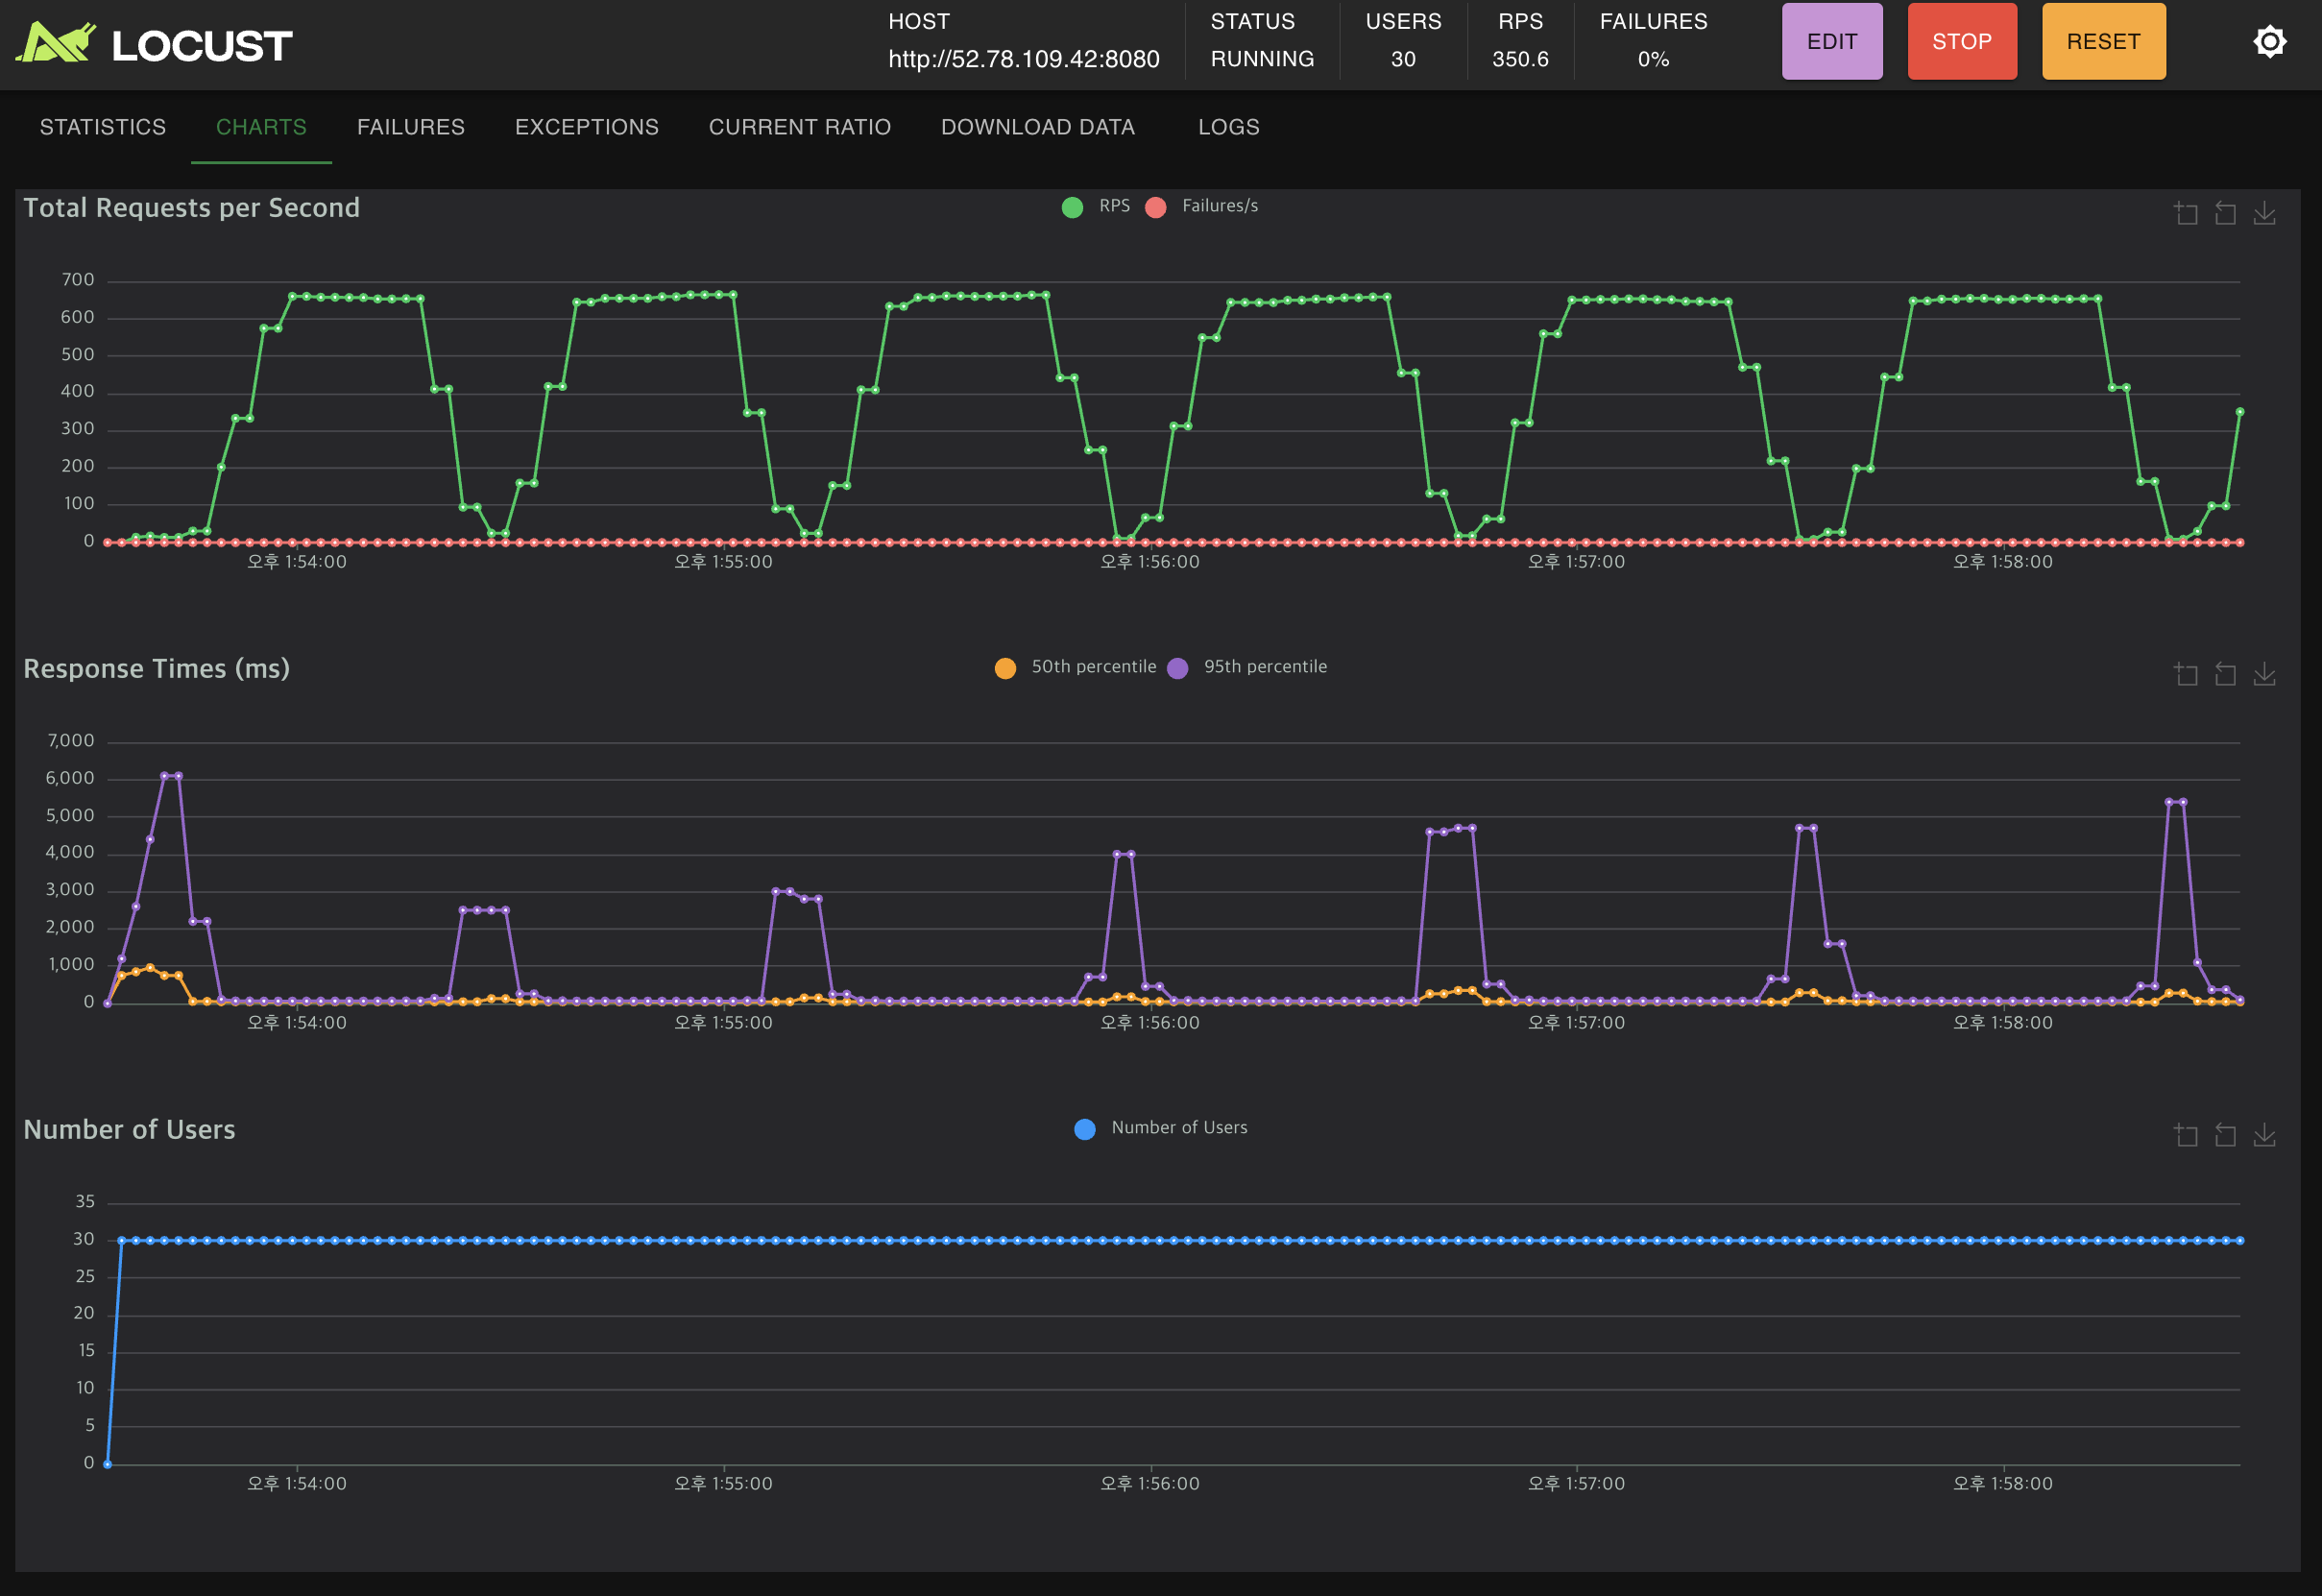 LOCUST
HOST
http://52.78.109.42:8080
STATUS
RUNNING
USERS
30
RPS
350.6
FAILURES
0%
EDIT
STOP
RESET
STATISTICS CHARTS FAILURES EXCEPTIONS CURRENT RATIO DOWNLOAD DATA LOGS
Total Requests per Second
RPS Failures/s
700
600
500
400
300
200
100
0
오후 1:54:00 오후 1:55:00 오후 1:56:00 오후 1:57:00 오후 1:58:00
Response Times (ms)
50th percentile 95th percentile
7,000
6,000
5,000
4,000
3,000
2,000
1,000
0
오후 1:54:00 오후 1:55:00 오후 1:56:00 오후 1:57:00 오후 1:58:00
Number of Users
Number of Users
35
30
25
20
15
10
5
0
오후 1:54:00 오후 1:55:00 오후 1:56:00 오후 1:57:00 오후 1:58:00